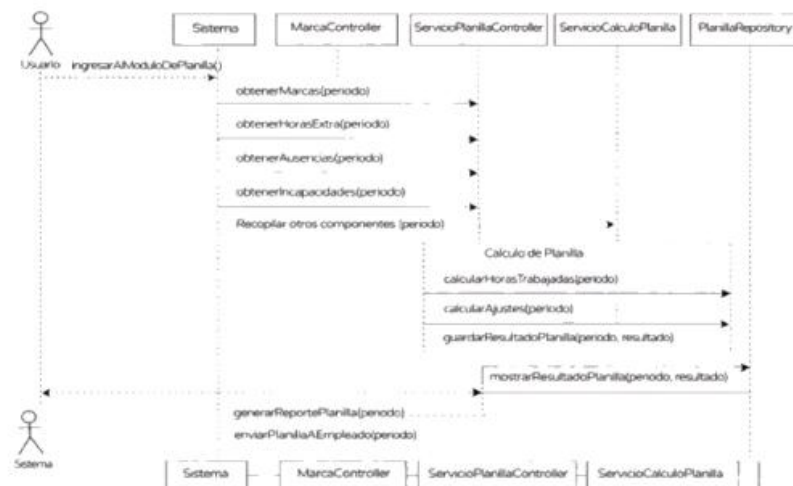 Sistema MarcaController ServicioPlanillaController ServicioCalculoPlanilla PlanillaRepository
Usuario ingresarAlModuloDePlanilla()
obtenerMarcas(periodo)
obtenerHorasExtra(periodo)
obtenerAusencias(periodo)
obtenerIncapacidades(periodo)
Recopilar otros componentes (periodo)
Calculo de Planilla
calcularHorasTrabajadas(periodo)
calcularAjustes(periodo)
guardarResultadoPlanilla(periodo, resultado)
mostrarResultadoPlanilla(periodo, resultado)
generarReportePlanilla(periodo)
enviarPlanillaAlEmpleado(periodo)
Sistema
Sistema MarcaController ServicioPlanillaController ServicioCalculoPlanilla